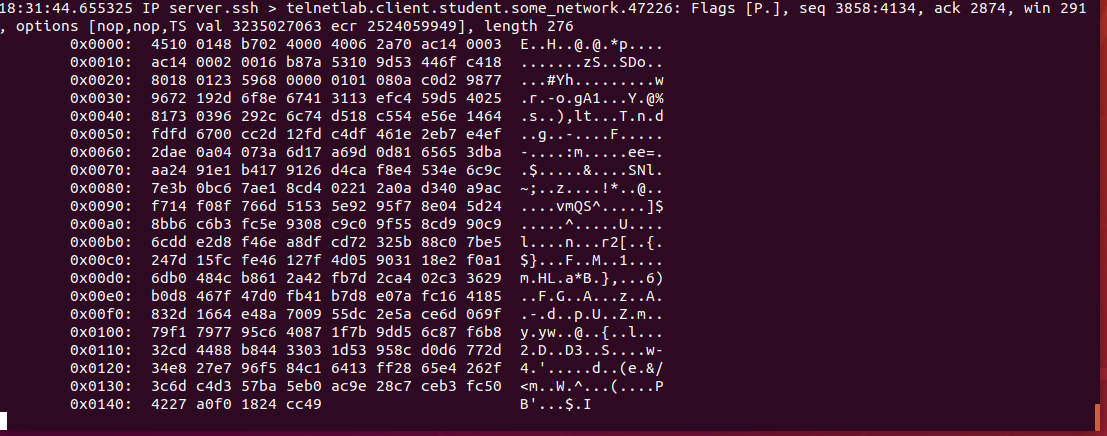 18:31:44.655325 IP server.ssh > telnetlab.client.student.some_network.47226: Flags [P.], seq 3858:4134, ack 2874, win 291
, options [nop,nop,TS val 3235027063 ecr 2524059949], length 276
0x0000:  4510 0148 b702 4000 4006 2a70 ac14 0003  E..H..@.@.*p....
0x0010:  ac14 0002 0016 b87a 5310 9d53 446f c418  .......zS..SDo..
0x0020:  8018 0123 5968 0000 0101 080a c0d2 9877  ...#Yh.........w
0x0030:  9672 192d 6f8e 6741 3113 efc4 59d5 4025  .r.-o.gA1...Y.@%
0x0040:  8173 0396 292c 6c74 d518 c554 e56e 1464  .s..),lt...T.n.d
0x0050:  fdfd 6700 cc2d 12fd c4df 461e 2eb7 e4ef  ..g..-....F.....
0x0060:  2dae 0a04 073a 6d17 a69d 0d81 6565 3dba  -....:m.....ee=.
0x0070:  aa24 91e1 b417 9126 d4ca f8e4 534e 6c9c  .$.....&....SNl.
0x0080:  7e3b 0bc6 7ae1 8cd4 0221 2a0a d340 a9ac  ~;..z....!*..@..
0x0090:  f714 f08f 766d 5153 5e92 95f7 8e04 5d24  ....vmQS^.....]$
0x00a0:  8bb6 c6b3 fc5e 9308 c9c0 9f55 8cd9 90c9  .....^.....U....
0x00b0:  6cdd e2d8 f46e a8df cd72 325b 88c0 7be5  l....n...r2[..{.
0x00c0:  247d 15fc fe46 127f 4d05 9031 18e2 f0a1  $}...F..M..1....
0x00d0:  6db0 484c b861 2a42 fb7d 2ca4 02c3 3629  m.HL.a*B.},...6)
0x00e0:  b0d8 467f 47d0 fb41 b7d8 e07a fc16 4185  ..F.G..A...z..A.
0x00f0:  832d 1664 e48a 7009 55dc 2e5a ce6d 069f  .-.d..p.U..Z.m..
0x0100:  79f1 7977 95c6 4087 1f7b 9dd5 6c87 f6b8  y.yw..@..{..l...
0x0110:  32cd 4488 b844 3303 1d53 958c d0d6 772d  2.D..D3..S....w-
0x0120:  34e8 27e7 96f5 84c1 6413 ff28 65e4 262f  4.'.....d..(e.&/
0x0130:  3c6d c4d3 57ba 5eb0 ac9e 28c7 ceb3 fc50  <m..W.^...(....P
0x0140:  4227 a0f0 1824 cc49  B'...$.I